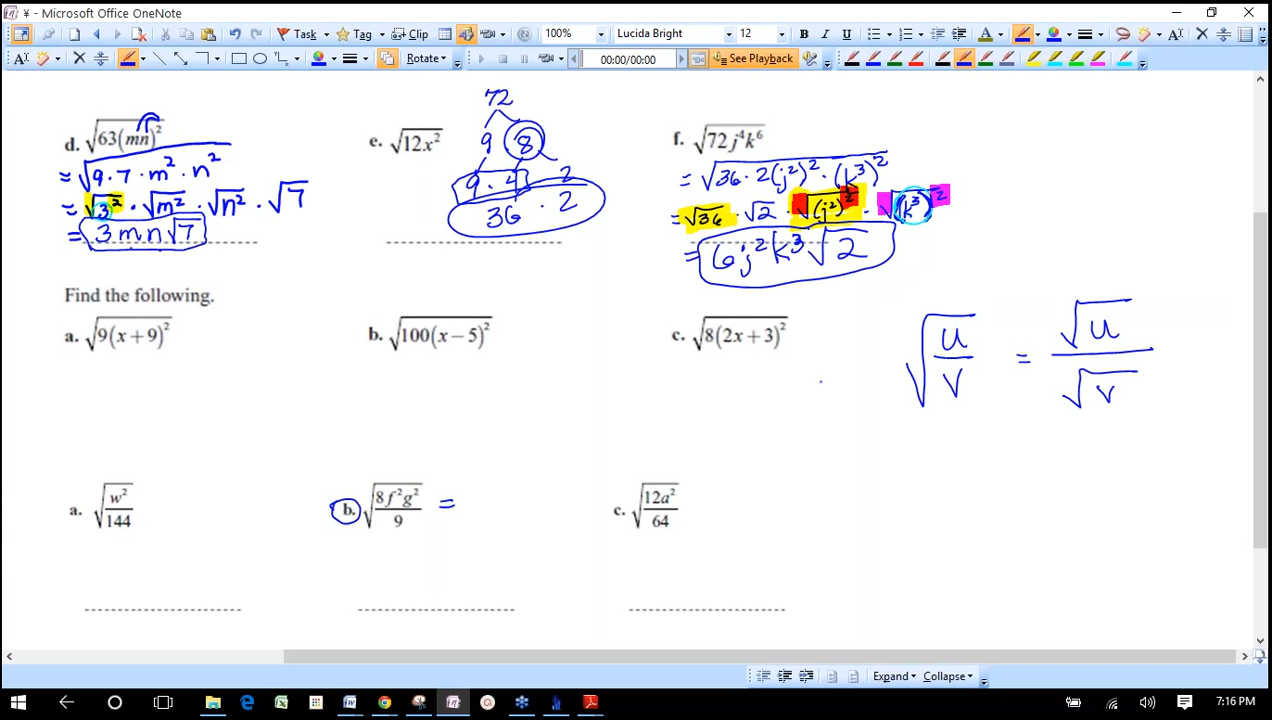 ¥ - Microsoft Office OneNote
Task
Tag
Clip
100%
Lucida Bright
12
B I U
A
Rotate
00:00/00:00
See Playback
d. √63(mn)²
= √9·7·m²·n²
= √3² · √m² · √n² · √7
= 3mn√7
e. √12x²
72
9 8
9 · 4 2
36 · 2
f. √72j⁴k⁶
= √36·2(j²)²·(k³)²
= √36 · √2 · √(j²)² · √(k³)²
= 6j²k³√2
Find the following.
a. √9(x+9)²
b. √100(x−5)²
c. √8(2x+3)²
√(u/v) = √u/√v
a. √(w²/144)
b. √(8f²g²/9) =
c. √(12a²/64)
Expand
Collapse
7:16 PM